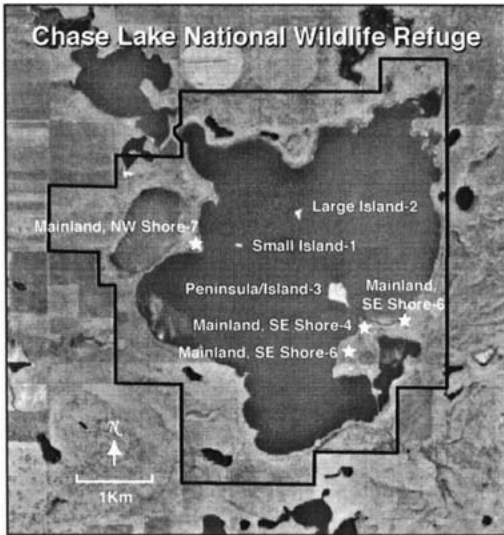 Chase Lake National Wildlife Refuge
Large Island-2
Mainland, NW Shore-7
Small Island-1
Peninsula/Island-3
Mainland,
SE Shore-6
Mainland, SE Shore-4
Mainland, SE Shore-6
N
1Km